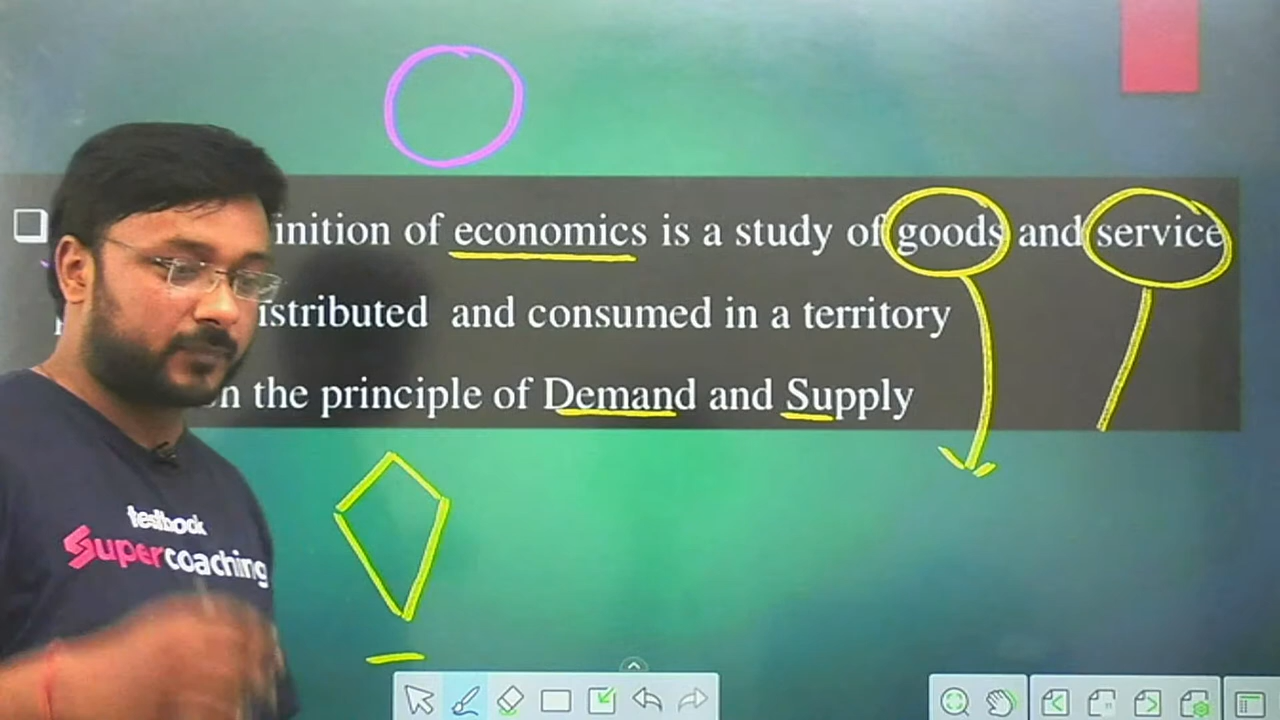 inition of economics is a study of goods and service
istributed and consumed in a territory
n the principle of Demand and Supply
testbook
Supercoaching